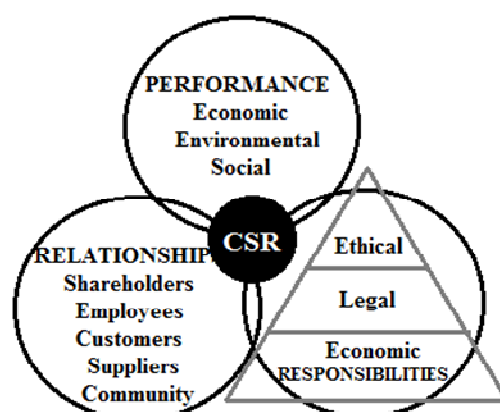 PERFORMANCE
Economic
Environmental
Social
CSR
RELATIONSHIP
Shareholders
Employees
Customers
Suppliers
Community
Ethical
Legal
Economic
RESPONSIBILITIES